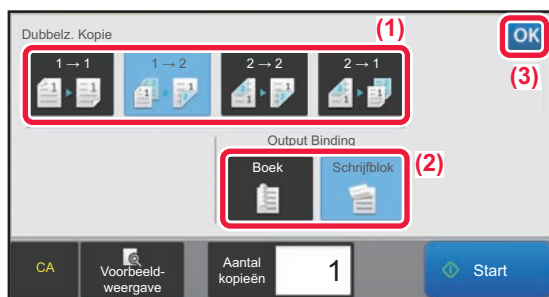 Dubbelz. Kopie
(1)
OK
(3)
1 → 1
1 → 2
2 → 2
2 → 1
Output Binding
Boek
Schrijfblok
(2)
CA
Voorbeeld-
weergave
Aantal
kopieën
1
Start